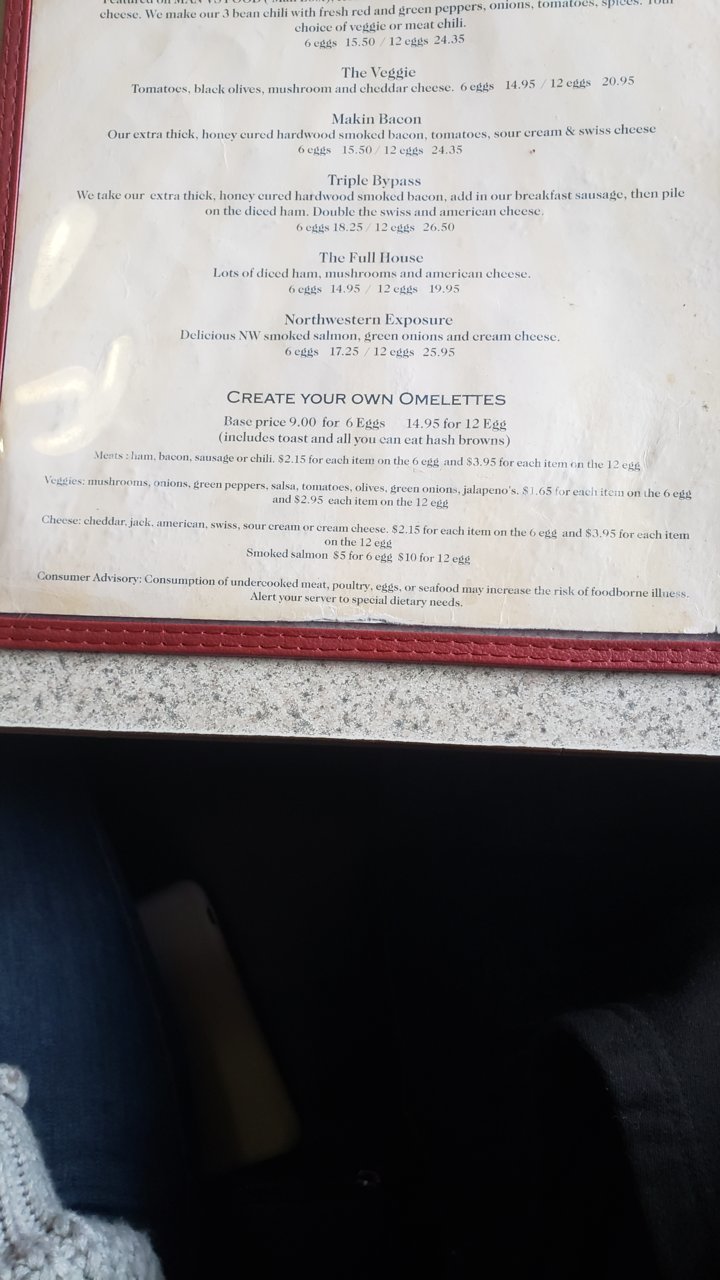 Featured on MAN VS FOOD
cheese. We make our 3 bean chili with fresh red and green peppers, onions, tomatoes, spices. Your
choice of veggie or meat chili.
6 eggs 15.50 / 12 eggs 24.35
The Veggie
Tomatoes, black olives, mushroom and cheddar cheese. 6 eggs 14.95 / 12 eggs 20.95
Makin Bacon
Our extra thick, honey cured hardwood smoked bacon, tomatoes, sour cream & swiss cheese
6 eggs 15.50 / 12 eggs 24.35
Triple Bypass
We take our extra thick, honey cured hardwood smoked bacon, add in our breakfast sausage, then pile
on the diced ham. Double the swiss and american cheese.
6 eggs 18.25 / 12 eggs 26.50
The Full House
Lots of diced ham, mushrooms and american cheese.
6 eggs 14.95 / 12 eggs 19.95
Northwestern Exposure
Delicious NW smoked salmon, green onions and cream cheese.
6 eggs 17.25 / 12 eggs 25.95
CREATE YOUR OWN OMELETTES
Base price 9.00 for 6 Eggs 14.95 for 12 Egg
(includes toast and all you can eat hash browns)
Meats : ham, bacon, sausage or chili. $2.15 for each item on the 6 egg and $3.95 for each item on the 12 egg
Veggies: mushrooms, onions, green peppers, salsa, tomatoes, olives, green onions, jalapeno's. $1.65 for each item on the 6 egg
and $2.95 each item on the 12 egg
Cheese: cheddar, jack, american, swiss, sour cream or cream cheese. $2.15 for each item on the 6 egg and $3.95 for each item
on the 12 egg
Smoked salmon $5 for 6 egg $10 for 12 egg
Consumer Advisory: Consumption of undercooked meat, poultry, eggs, or seafood may increase the risk of foodborne illness.
Alert your server to special dietary needs.